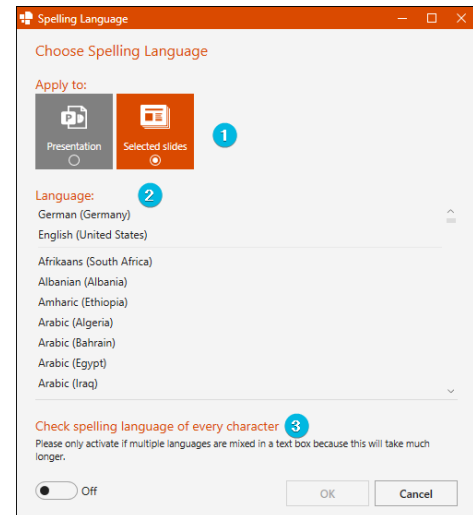 Spelling Language
Choose Spelling Language
Apply to:
Presentation
Selected slides
1
Language:
2
German (Germany)
English (United States)
Afrikaans (South Africa)
Albanian (Albania)
Amharic (Ethiopia)
Arabic (Algeria)
Arabic (Bahrain)
Arabic (Egypt)
Arabic (Iraq)
Check spelling language of every character 3
Please only activate if multiple languages are mixed in a text box because this will take much
longer.
Off
OK
Cancel